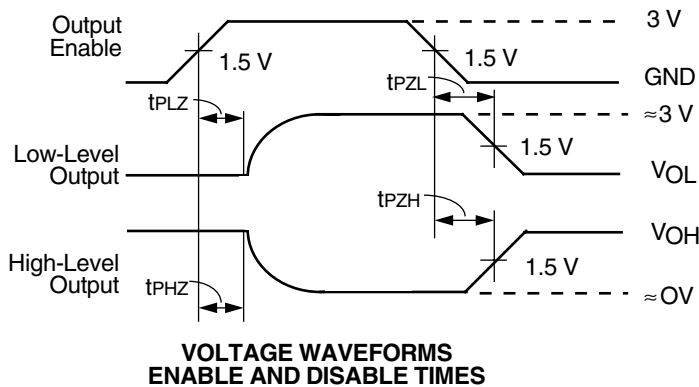 Output
Enable
3 V
1.5 V
1.5 V
GND
tPLZ
tPZL
≈3 V
Low-Level
Output
1.5 V
VOL
tPZH
VOH
High-Level
Output
tPHZ
1.5 V
≈OV
VOLTAGE WAVEFORMS
ENABLE AND DISABLE TIMES